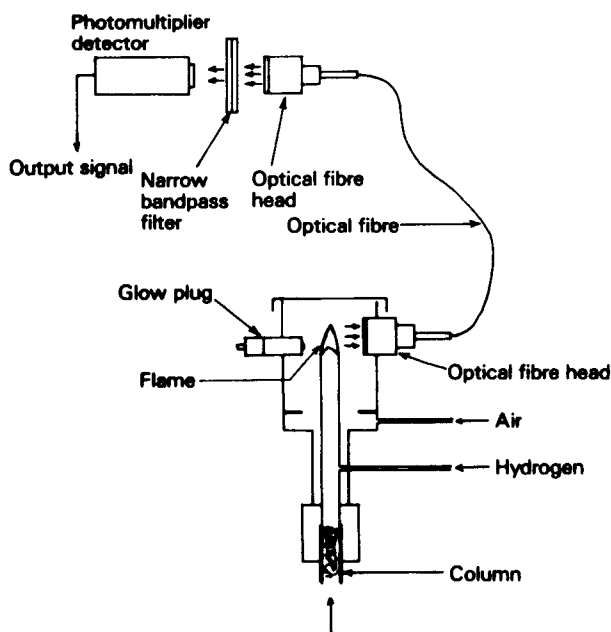 Photomultiplier
detector
Output signal
Narrow
bandpass
filter
Optical fibre
head
Optical fibre
Glow plug
Flame
Optical fibre head
Air
Hydrogen
Column